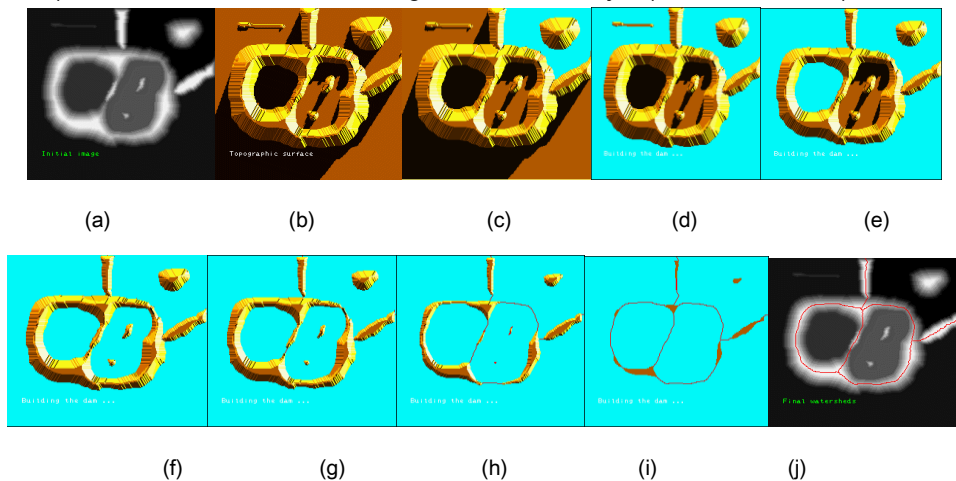 Initial image
Topographic surface
Building the dam ...
Building the dam ...
(a)
(b)
(c)
(d)
(e)
Building the dam ...
Building the dam ...
Building the dam ...
Building the dam ...
Final watersheds
(f)
(g)
(h)
(i)
(j)